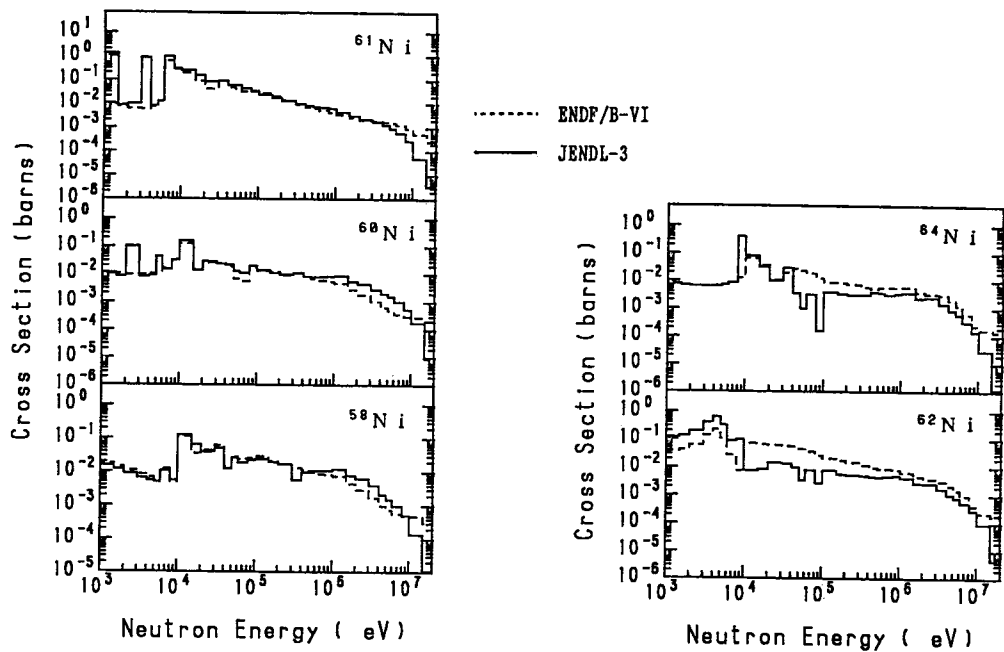 ⁶¹Ni
10¹
10⁰
10⁻¹
10⁻²
10⁻³
10⁻⁴
10⁻⁵
10⁻⁶
⁶⁰Ni
10⁰
10⁻¹
10⁻²
10⁻³
10⁻⁴
10⁻⁵
10⁻⁶
⁵⁸Ni
10⁰
10⁻¹
10⁻²
10⁻³
10⁻⁴
10⁻⁵
10³ 10⁴ 10⁵ 10⁶ 10⁷
Cross Section (barns)
Neutron Energy ( eV)
ENDF/B-VI
JENDL-3
⁶⁴Ni
10⁰
10⁻¹
10⁻²
10⁻³
10⁻⁴
10⁻⁵
10⁻⁶
⁶²Ni
10⁰
10⁻¹
10⁻²
10⁻³
10⁻⁴
10⁻⁵
10⁻⁶
10³ 10⁴ 10⁵ 10⁶ 10⁷
Cross Section (barns)
Neutron Energy ( eV)